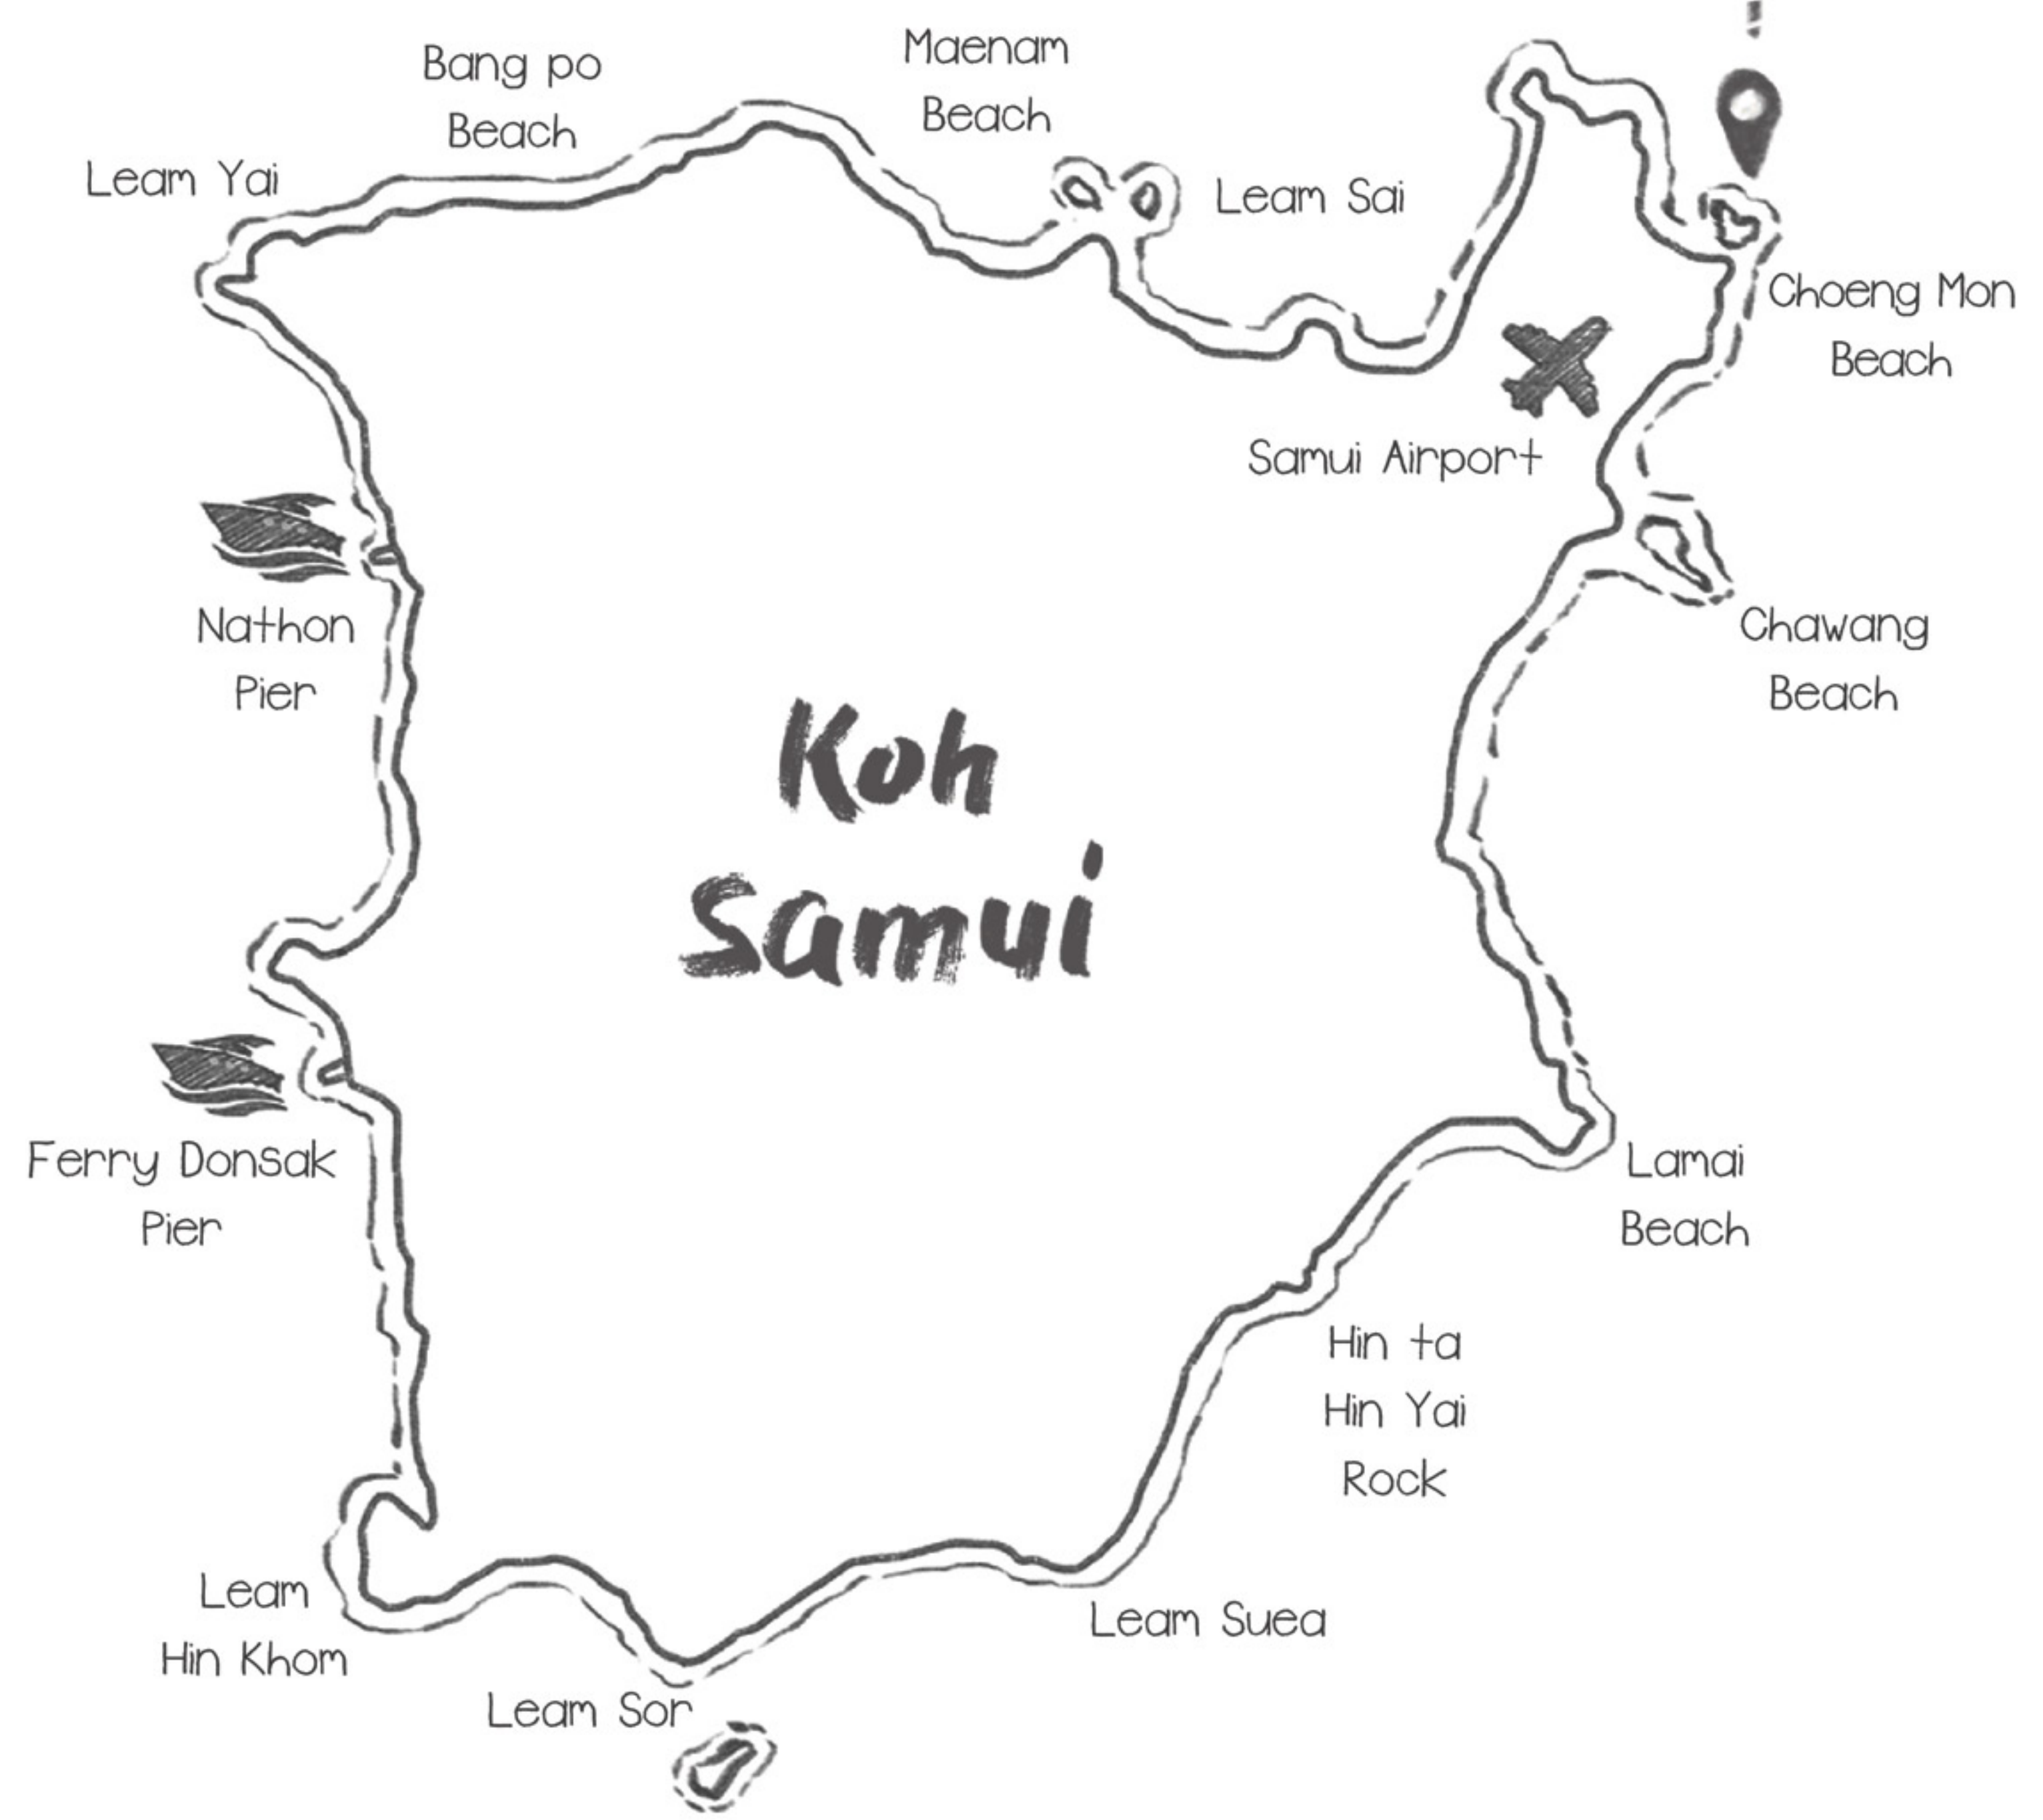 Maenam
Beach
Bang po
Beach
Leam Yai
Leam Sai
Choeng Mon
Beach
Samui Airport
Nathon
Pier
Chawang
Beach
Koh
Samui
Ferry Donsak
Pier
Lamai
Beach
Hin ta
Hin Yai
Rock
Leam
Hin Khom
Leam Suea
Leam Sor